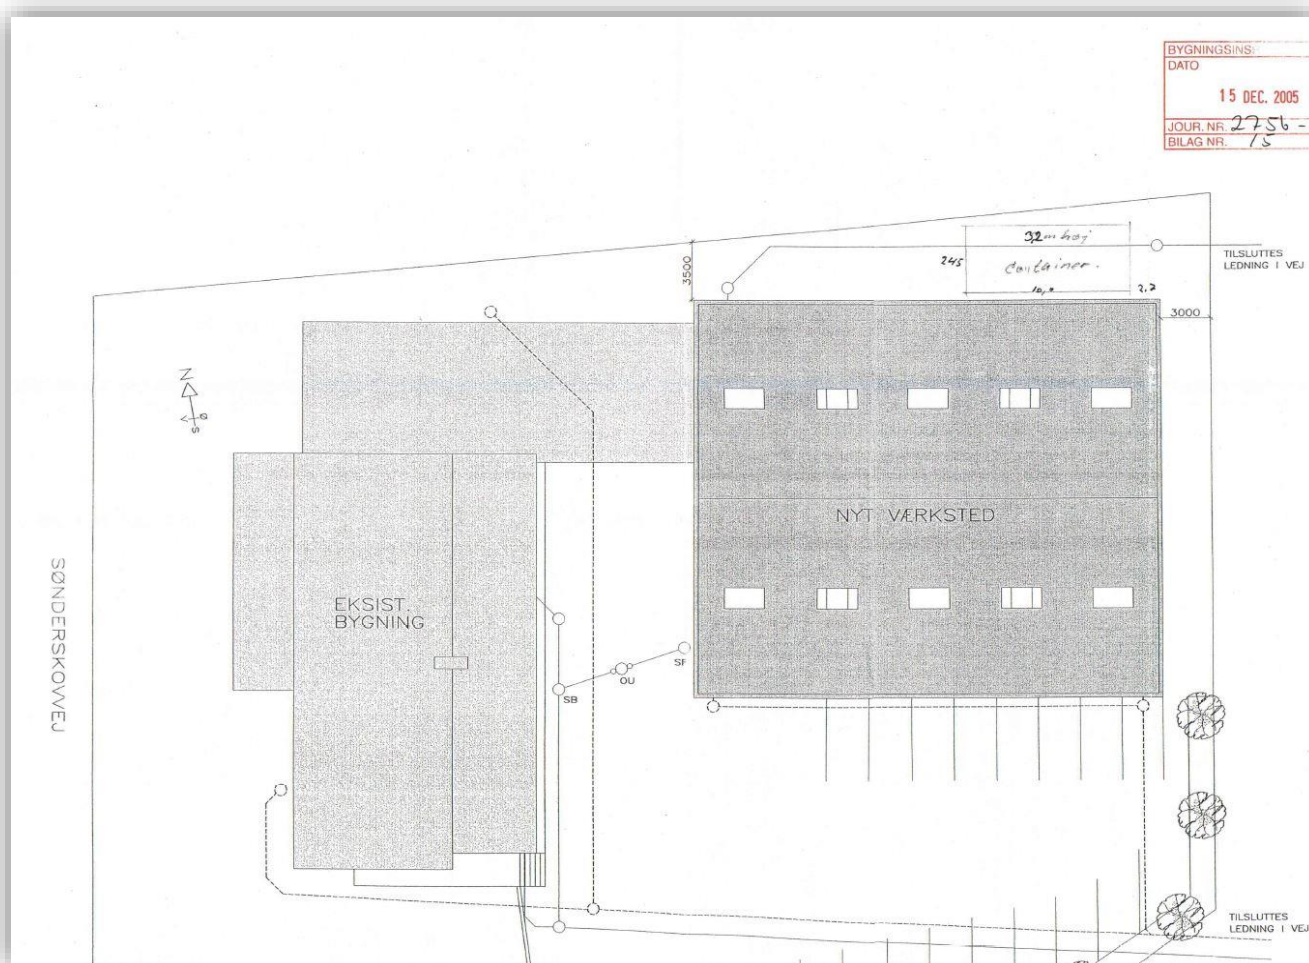 BYGNINGSINS
DATO
15 DEC. 2005
JOUR. NR. 2756 -
BILAG NR. 15
3,2 m høj
245
container.
10,0
2,2
TILSLUTTES
LEDNING I VEJ
3500
3000
N
Ø
S
NYT VÆRKSTED
SØNDERSKOVVEJ
EKSIST.
BYGNING
SF
OU
SB
TILSLUTTES
LEDNING I VEJ